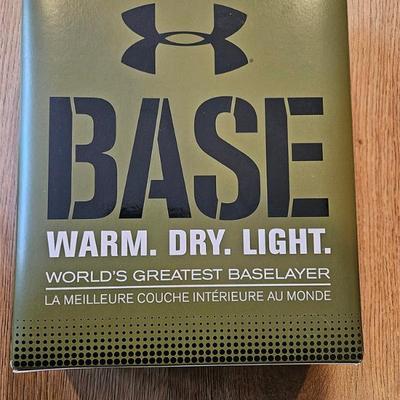 BASE
WARM. DRY. LIGHT.
WORLD'S GREATEST BASELAYER
LA MEILLEURE COUCHE INTÉRIEURE AU MONDE